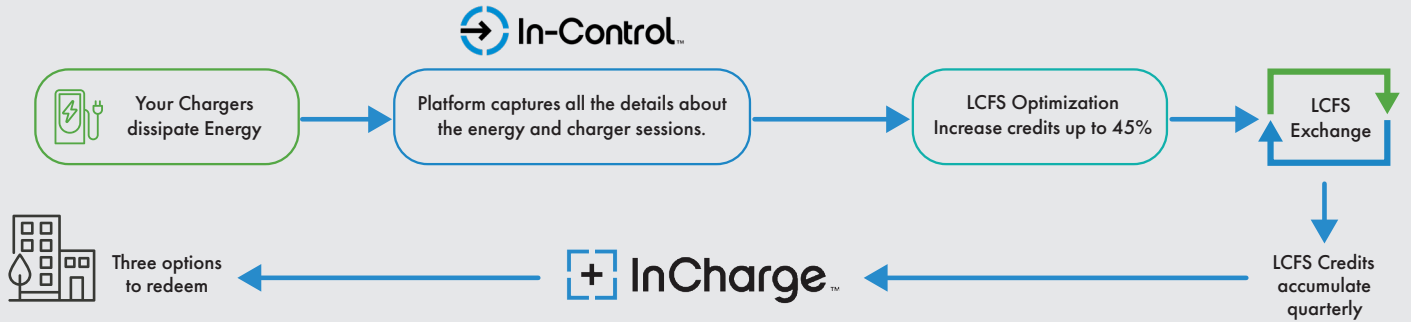 In-Control™
Your Chargers
dissipate Energy
Platform captures all the details about
the energy and charger sessions.
LCFS Optimization
Increase credits up to 45%
LCFS
Exchange
LCFS Credits
accumulate
quarterly
InCharge™
Three options
to redeem